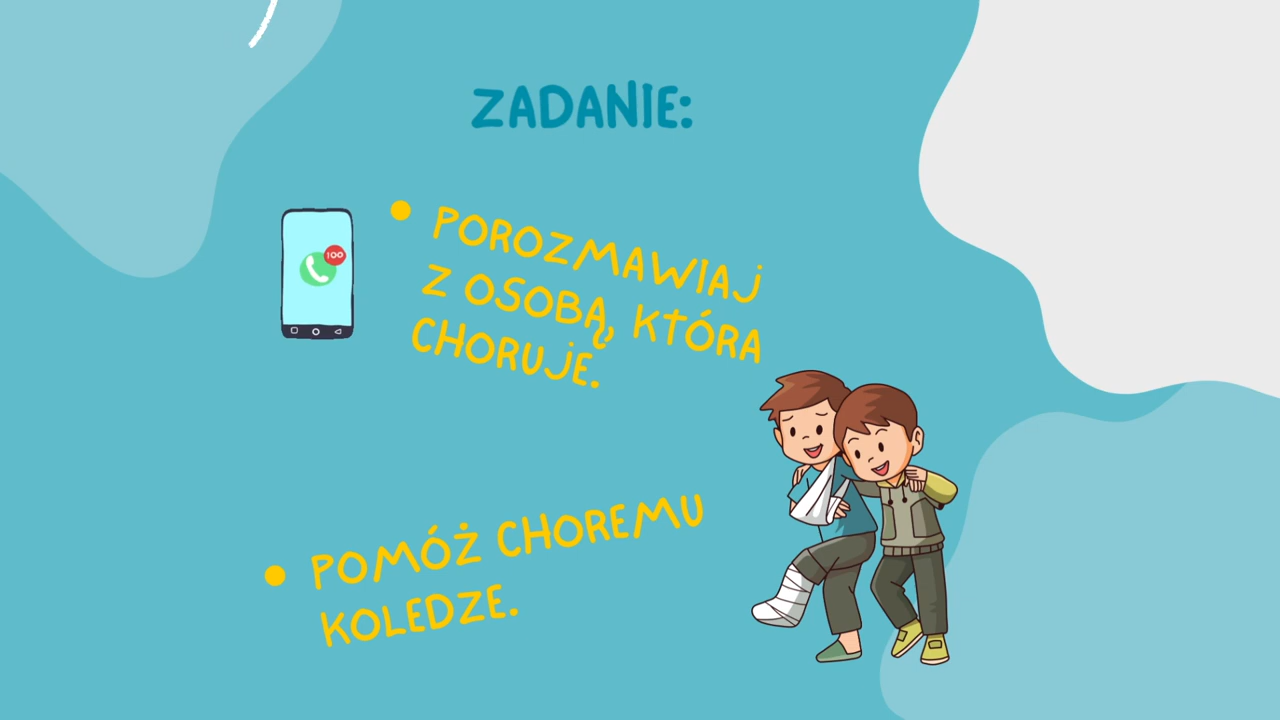 ZADANIE:
100
• POROZMAWIAJ
Z OSOBĄ, KTÓRA
CHORUJE.
• POMÓŻ CHOREMU
KOLEDZE.